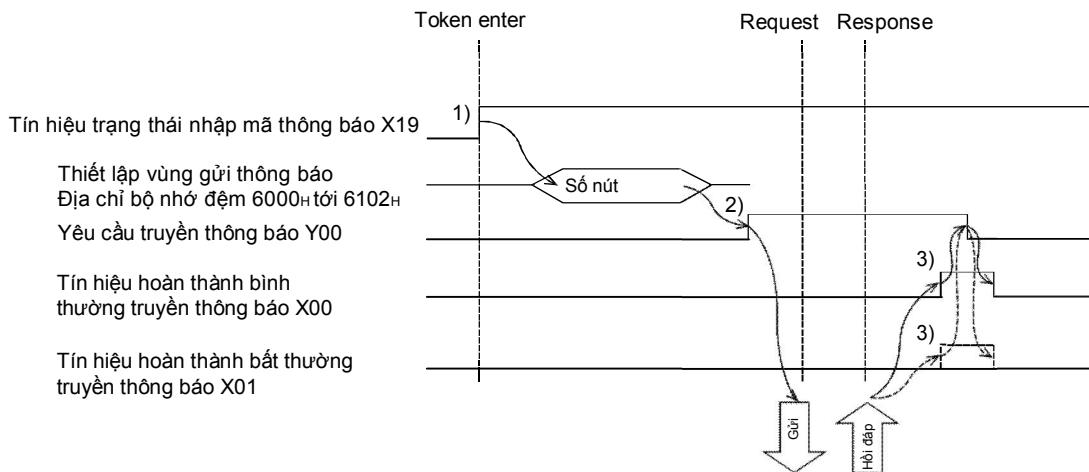 Token enter
Request
Response
Tín hiệu trạng thái nhập mã thông báo X19
1)
Thiết lập vùng gửi thông báo
Địa chỉ bộ nhớ đệm 6000H tới 6102H
Số nút
Yêu cầu truyền thông báo Y00
2)
Tín hiệu hoàn thành bình
thường truyền thông báo X00
3)
Tín hiệu hoàn thành bất thường
truyền thông báo X01
3)
Gửi
Hồi đáp